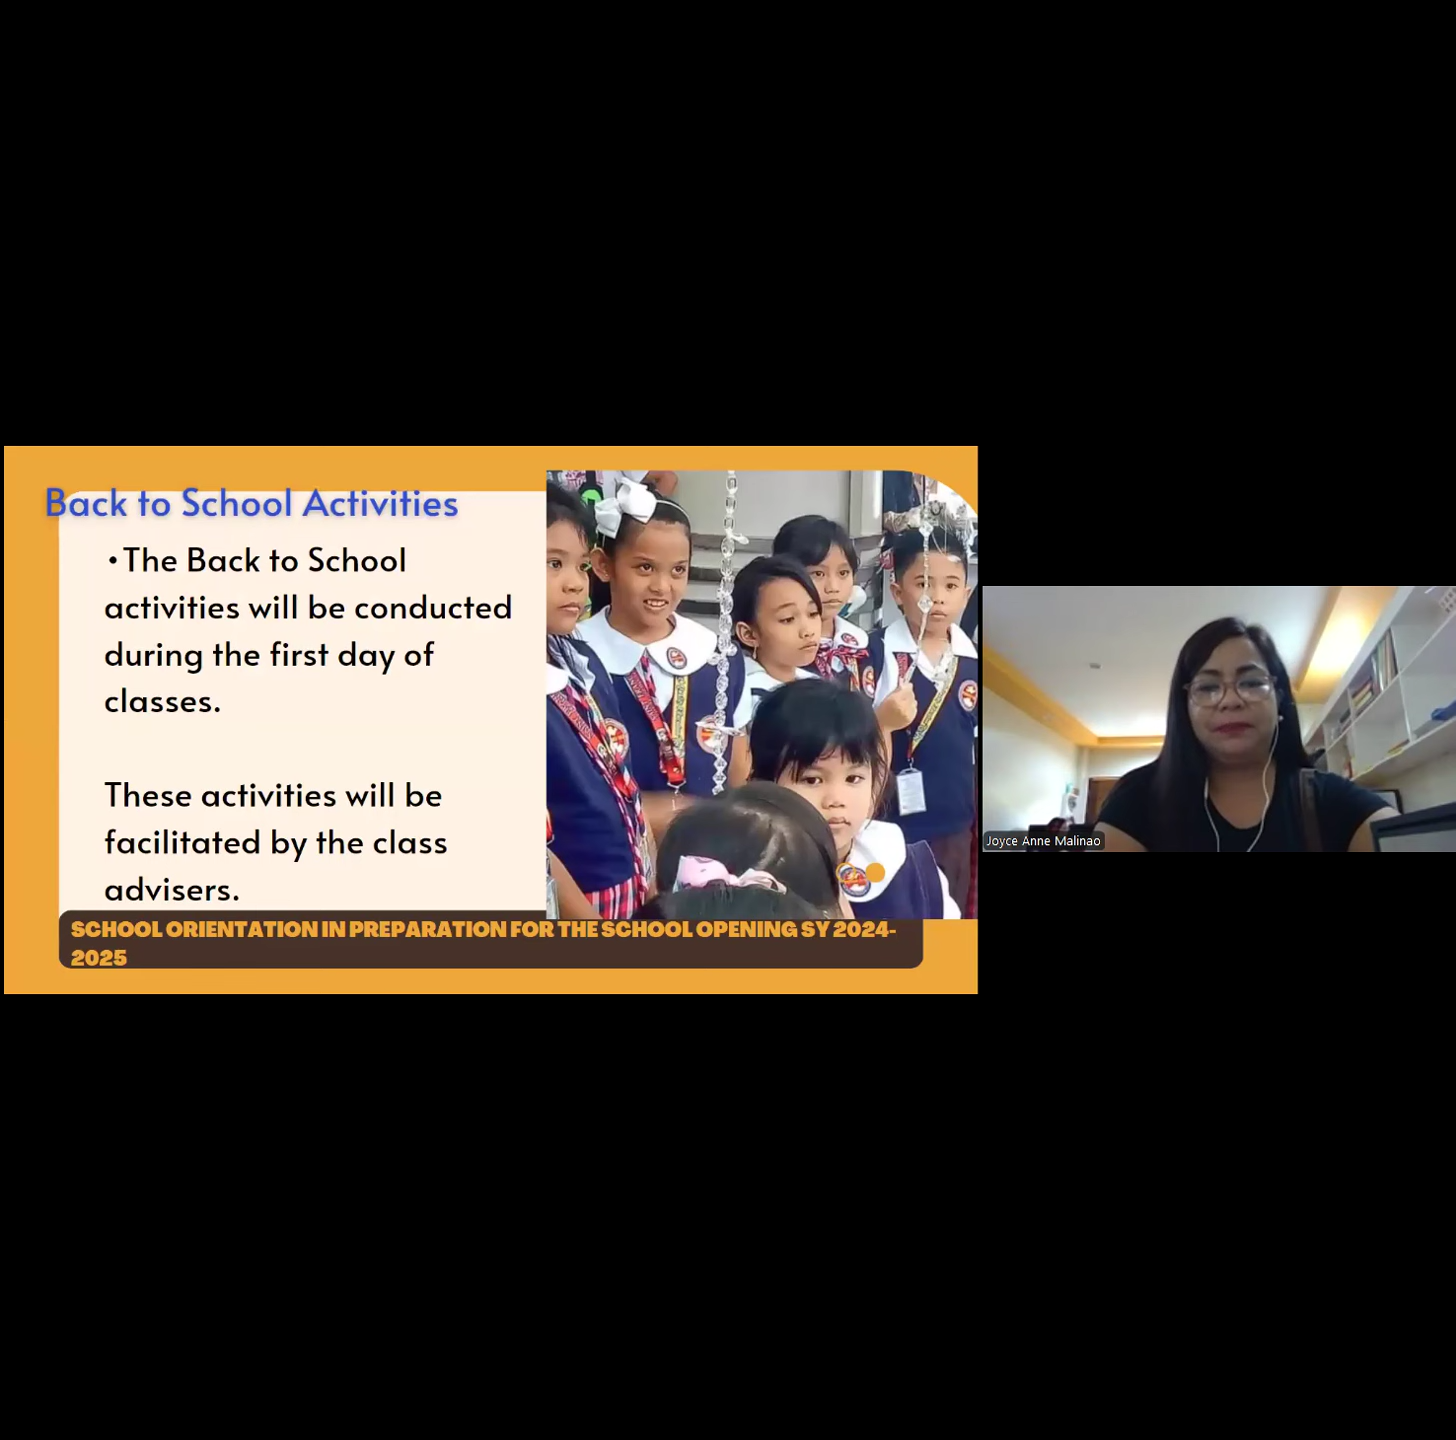 Back to School Activities
•The Back to School
activities will be conducted
during the first day of
classes.
These activities will be
facilitated by the class
advisers.
SCHOOL ORIENTATION IN PREPARATION FOR THE SCHOOL OPENING SY 2024-
2025
Joyce Anne Malinao